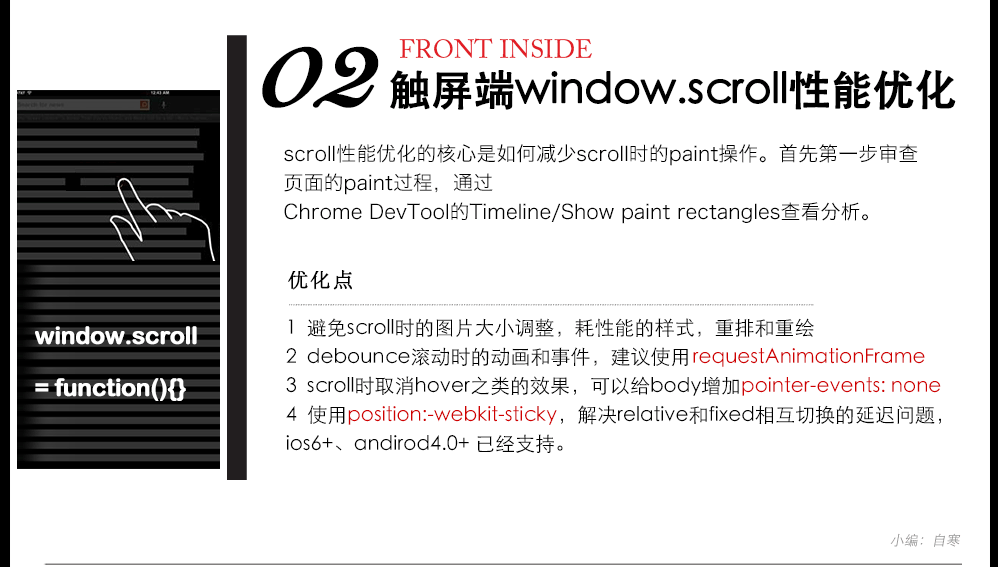 FRONT INSIDE
02 触屏端window.scroll性能优化
scroll性能优化的核心是如何减少scroll时的paint操作。首先第一步审查
页面的paint过程，通过
Chrome DevTool的Timeline/Show paint rectangles查看分析。
优化点
1 避免scroll时的图片大小调整，耗性能的样式，重排和重绘
2 debounce滚动时的动画和事件，建议使用requestAnimationFrame
3 scroll时取消hover之类的效果，可以给body增加pointer-events: none
4 使用position:-webkit-sticky，解决relative和fixed相互切换的延迟问题，
ios6+、andirod4.0+ 已经支持。
window.scroll
= function(){}
小编：自寒